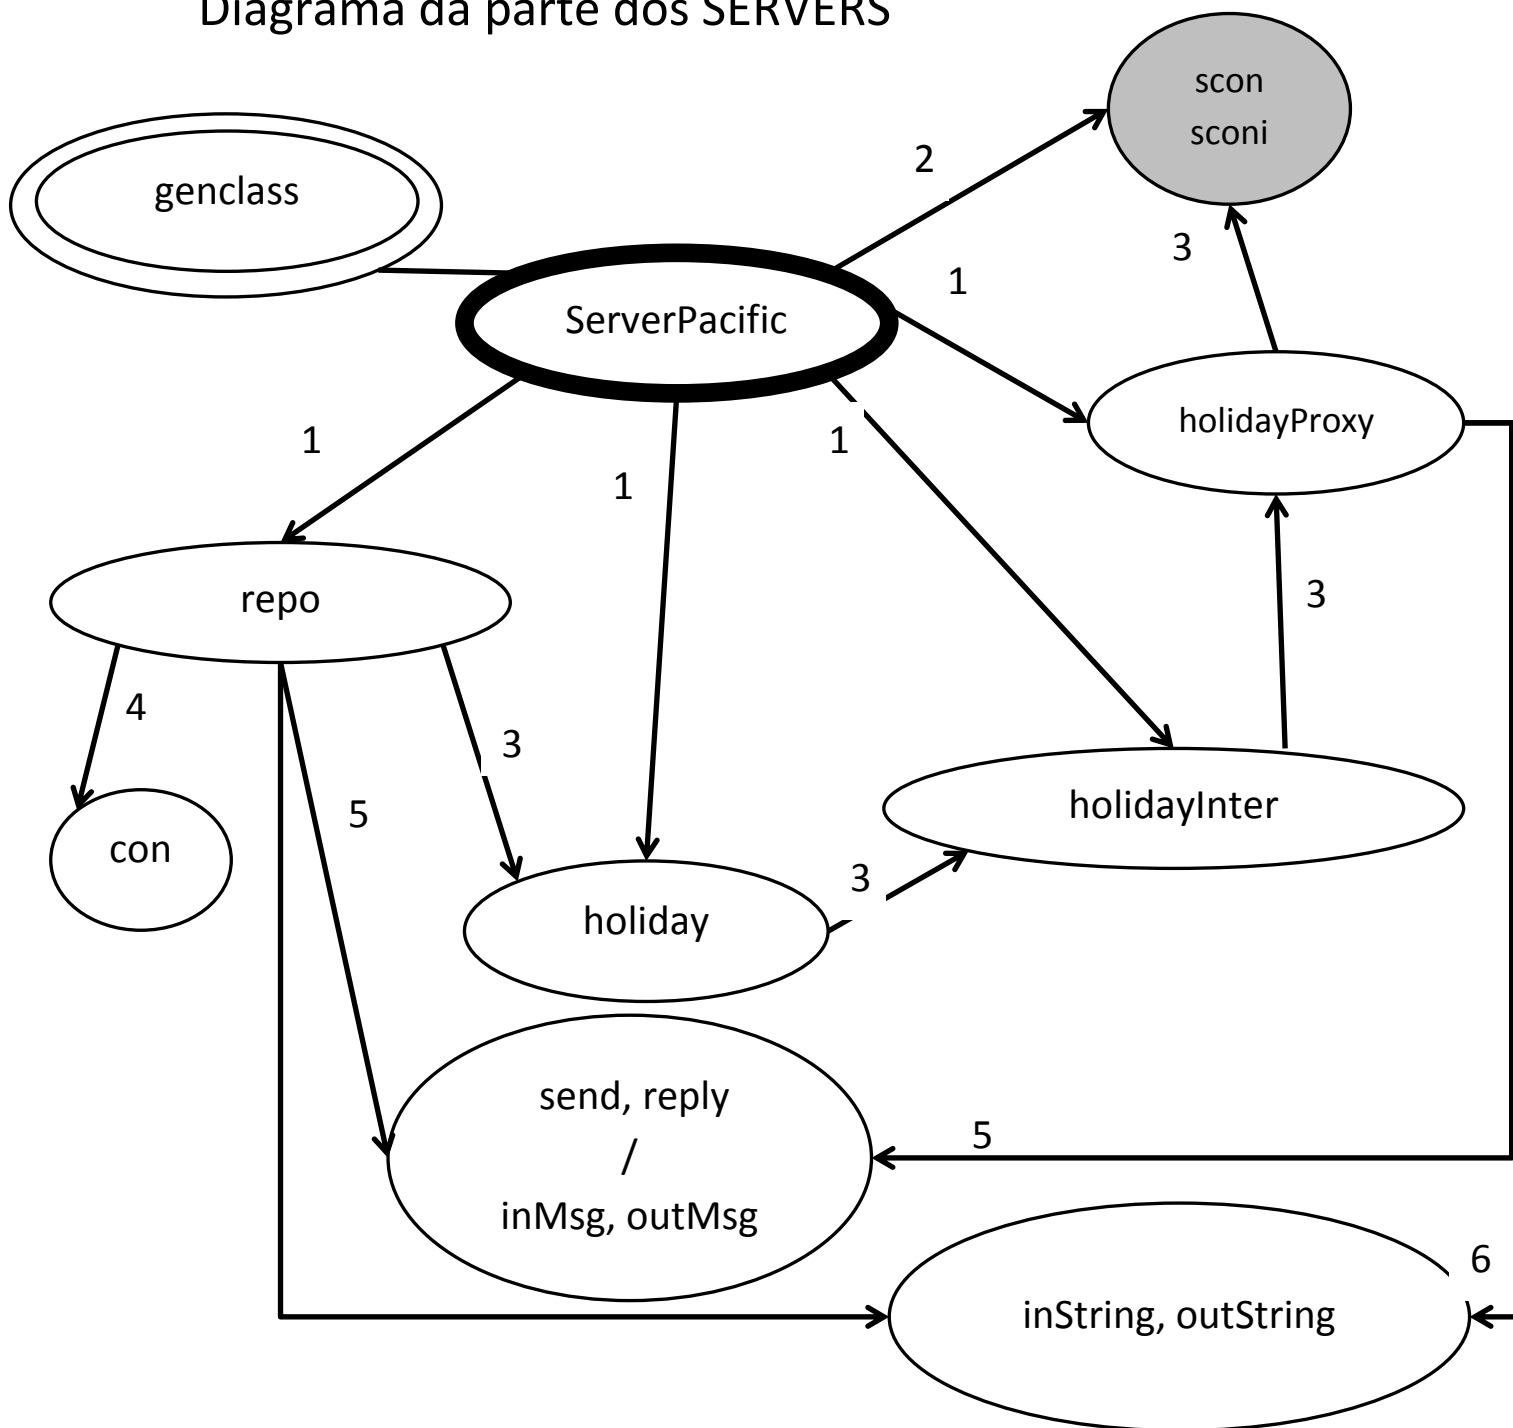 Diagrama da parte dos SERVERS
scon
sconi
2
genclass
3
1
ServerPacific
holidayProxy
1
1
1
3
repo
4
3
holidayInter
5
con
3
holiday
send, reply
5
/
inMsg, outMsg
6
inString, outString